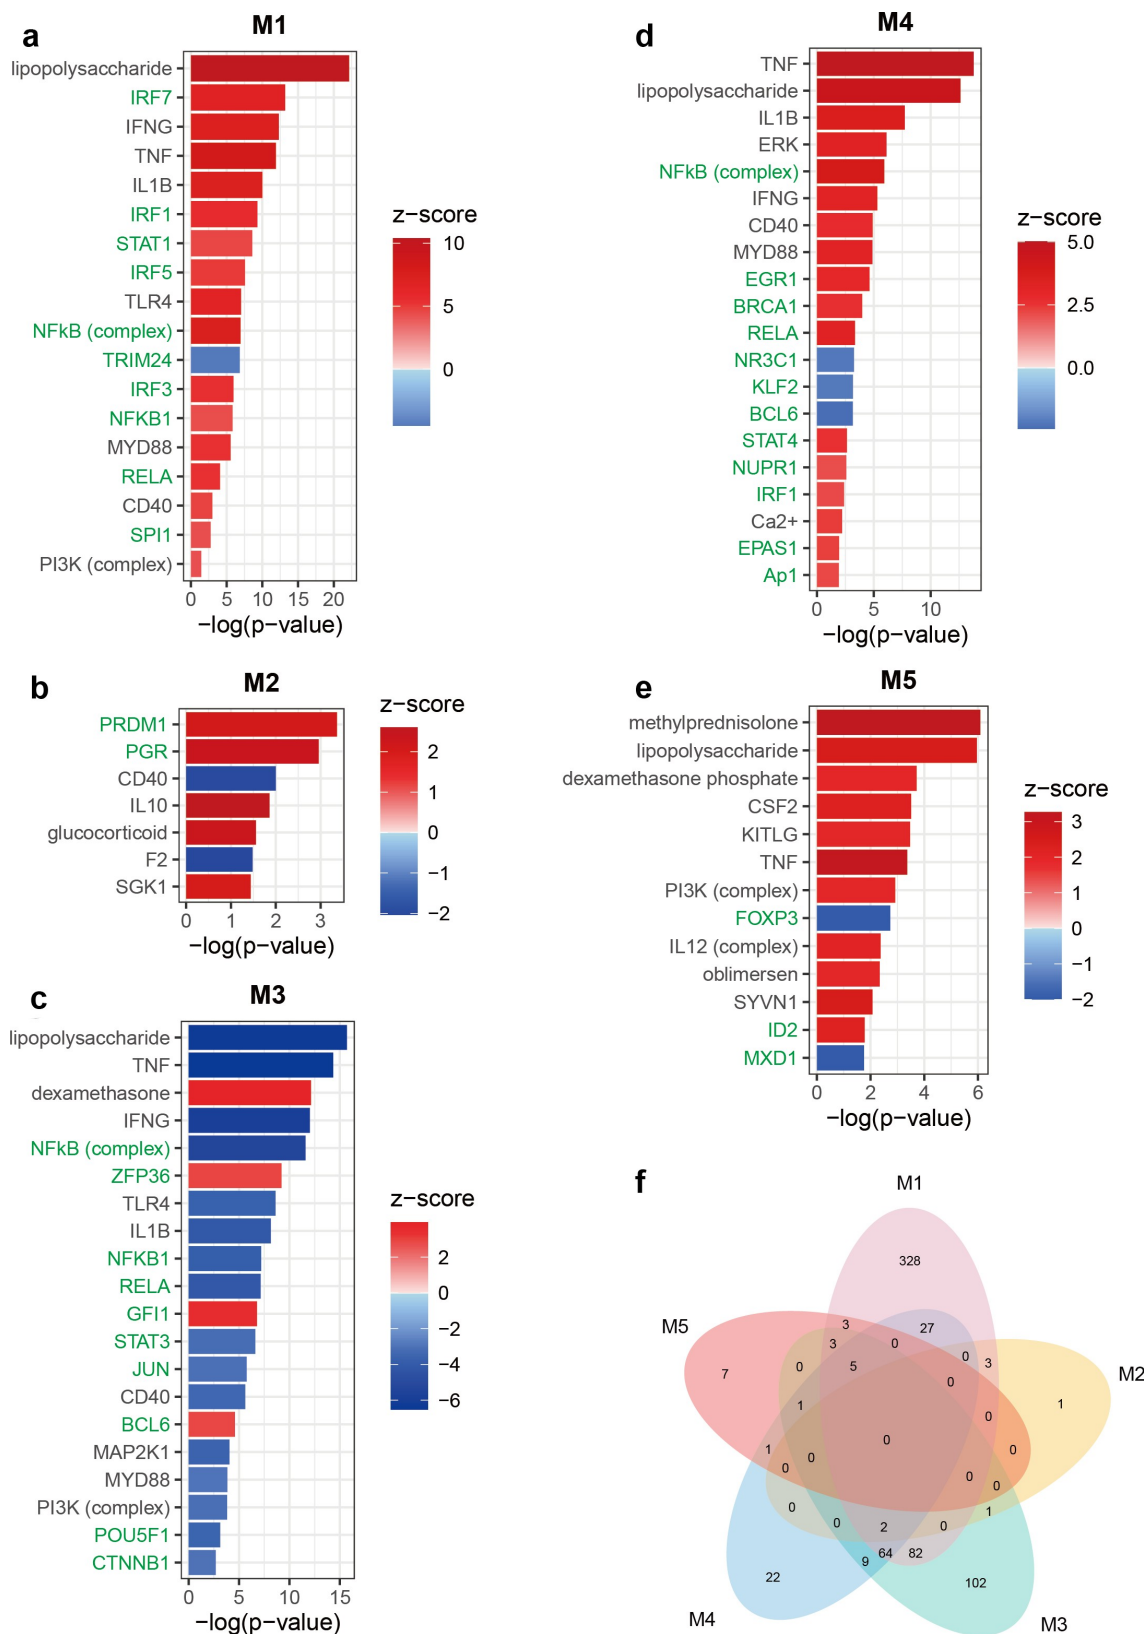 a
M1
lipopolysaccharide
IRF7
IFNG
TNF
IL1B
IRF1
STAT1
IRF5
TLR4
NFkB (complex)
TRIM24
IRF3
NFKB1
MYD88
RELA
CD40
SPI1
PI3K (complex)
0 5 10 15 20
−log(p-value)
z−score
10
5
0
b
M2
PRDM1
PGR
CD40
IL10
glucocorticoid
F2
SGK1
0 1 2 3
−log(p-value)
z−score
2
1
0
−1
−2
c
M3
lipopolysaccharide
TNF
dexamethasone
IFNG
NFkB (complex)
ZFP36
TLR4
IL1B
NFKB1
RELA
GFI1
STAT3
JUN
CD40
BCL6
MAP2K1
MYD88
PI3K (complex)
POU5F1
CTNNB1
0 5 10 15
−log(p-value)
z−score
2
0
−2
−4
−6
d
M4
TNF
lipopolysaccharide
IL1B
ERK
NFkB (complex)
IFNG
CD40
MYD88
EGR1
BRCA1
RELA
NR3C1
KLF2
BCL6
STAT4
NUPR1
IRF1
Ca2+
EPAS1
Ap1
0 5 10
−log(p-value)
z−score
5.0
2.5
0.0
e
M5
methylprednisolone
lipopolysaccharide
dexamethasone phosphate
CSF2
KITLG
TNF
PI3K (complex)
FOXP3
IL12 (complex)
oblimersen
SYVN1
ID2
MXD1
0 2 4 6
−log(p-value)
z−score
3
2
1
0
−1
−2
f
M1
328
M5
3
27
3
0
0
3
M2
7
0
5
0
1
1
0
1
0
0
0
0
0
0
0
0
1
0
2
0
9
64
82
22
102
M4
M3